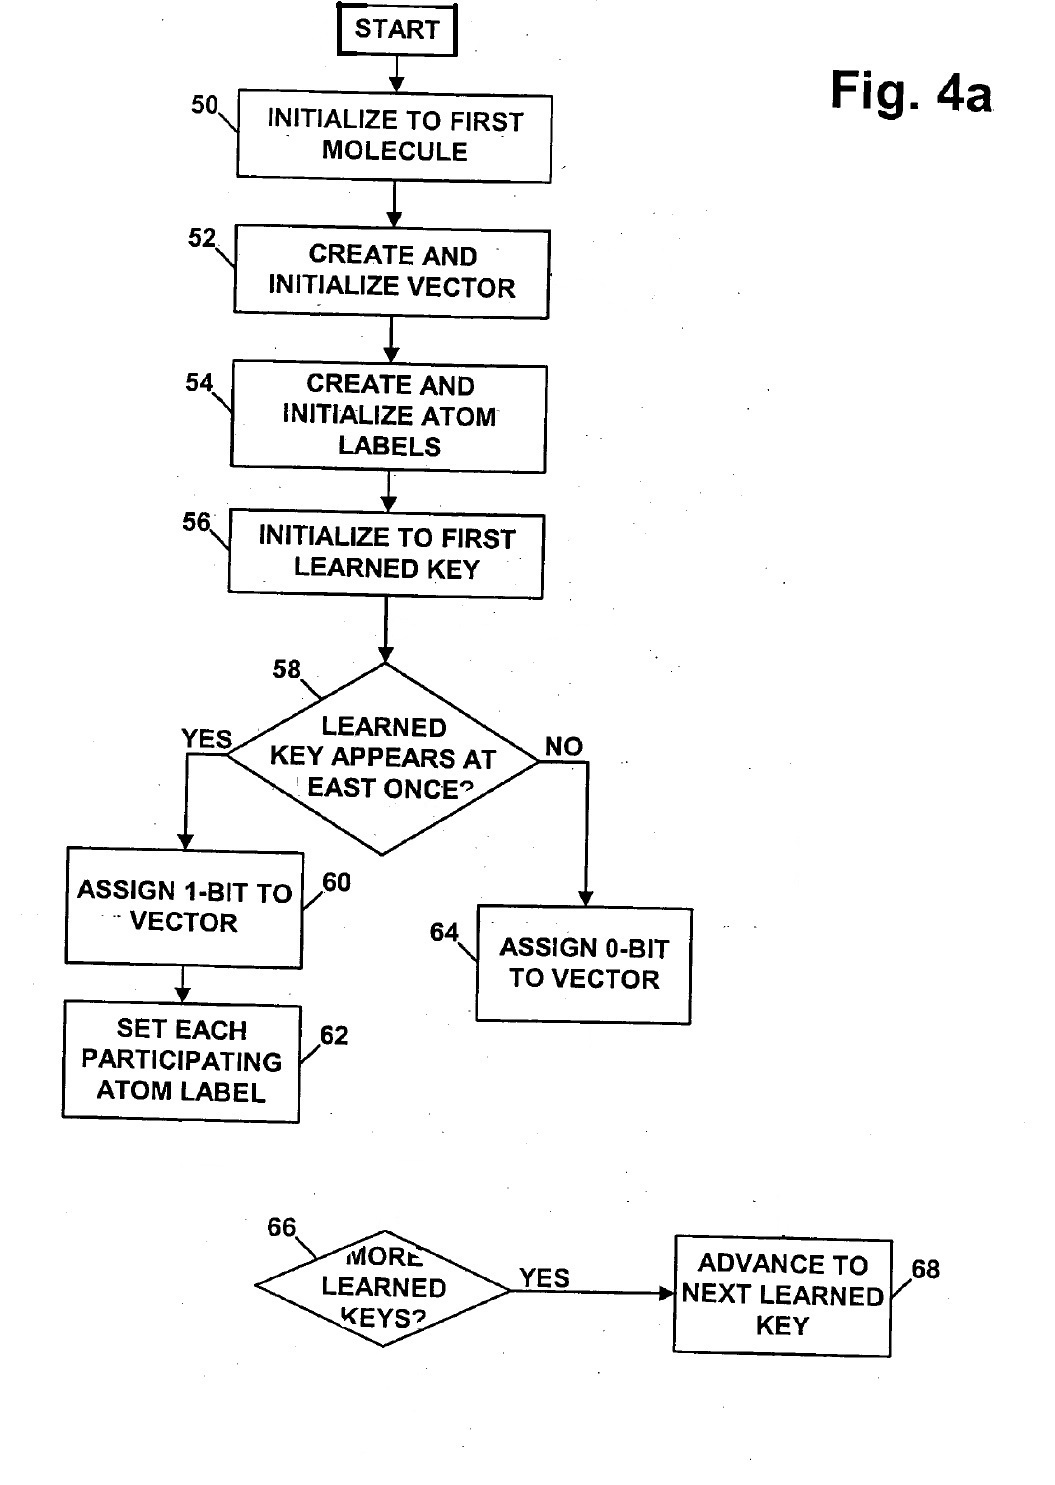 START
Fig. 4a
50
INITIALIZE TO FIRST
MOLECULE
52
CREATE AND
INITIALIZE VECTOR
54
CREATE AND
INITIALIZE ATOM
LABELS
56
INITIALIZE TO FIRST
LEARNED KEY
58
LEARNED
KEY APPEARS AT
EAST ONCE?
YES
NO
ASSIGN 1-BIT TO
VECTOR
60
64
ASSIGN 0-BIT
TO VECTOR
SET EACH
PARTICIPATING
ATOM LABEL
62
66
MORE
LEARNED
KEYS?
YES
ADVANCE TO
NEXT LEARNED
KEY
68